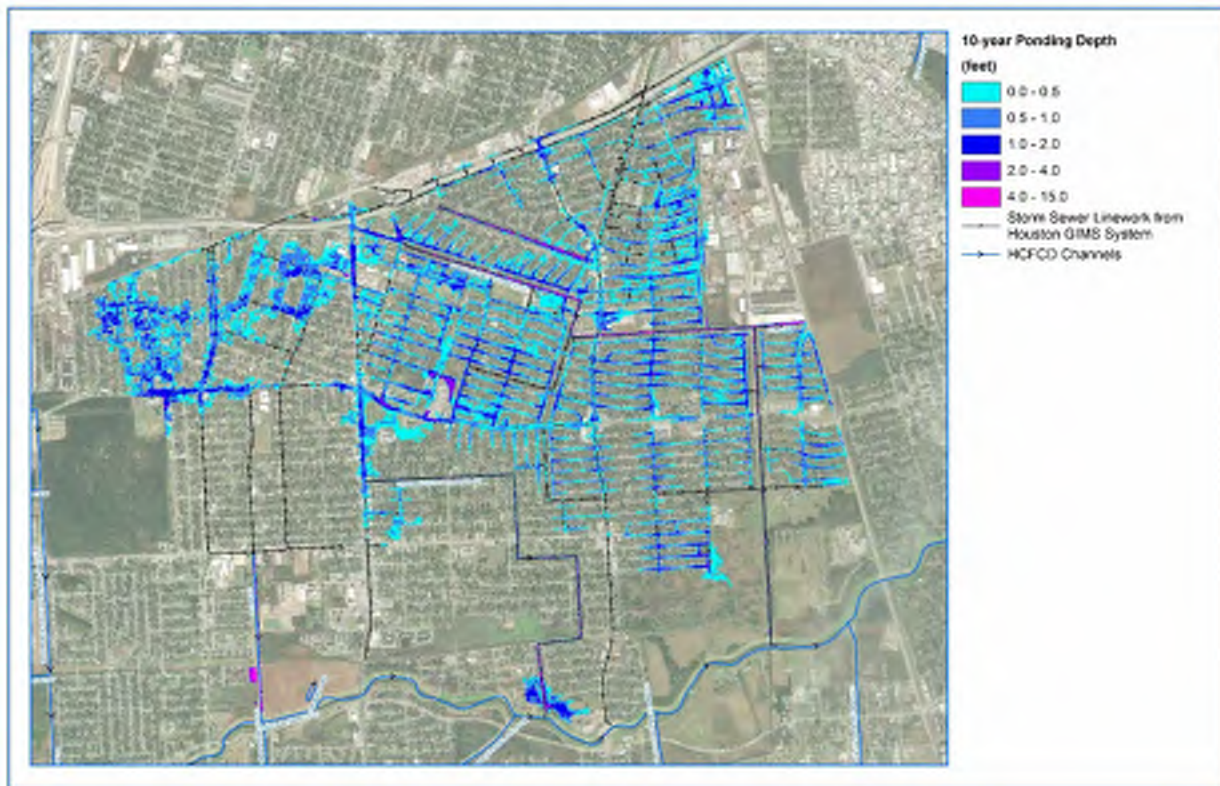 10-year Ponding Depth
(feet)
0.0 - 0.5
0.5 - 1.0
1.0 - 2.0
2.0 - 4.0
4.0 - 15.0
Storm Sewer Linework from
Houston GIMS System
HCFCD Channels